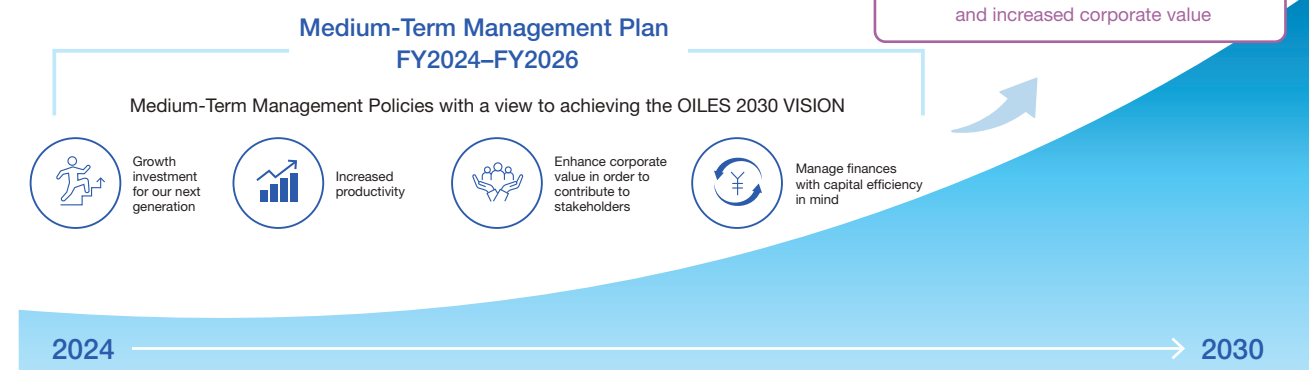 and increased corporate value
Medium-Term Management Plan
FY2024–FY2026
Medium-Term Management Policies with a view to achieving the OILES 2030 VISION
Growth
investment
for our next
generation
Increased
productivity
Enhance corporate
value in order to
contribute to
stakeholders
¥
Manage finances
with capital efficiency
in mind
2024
2030